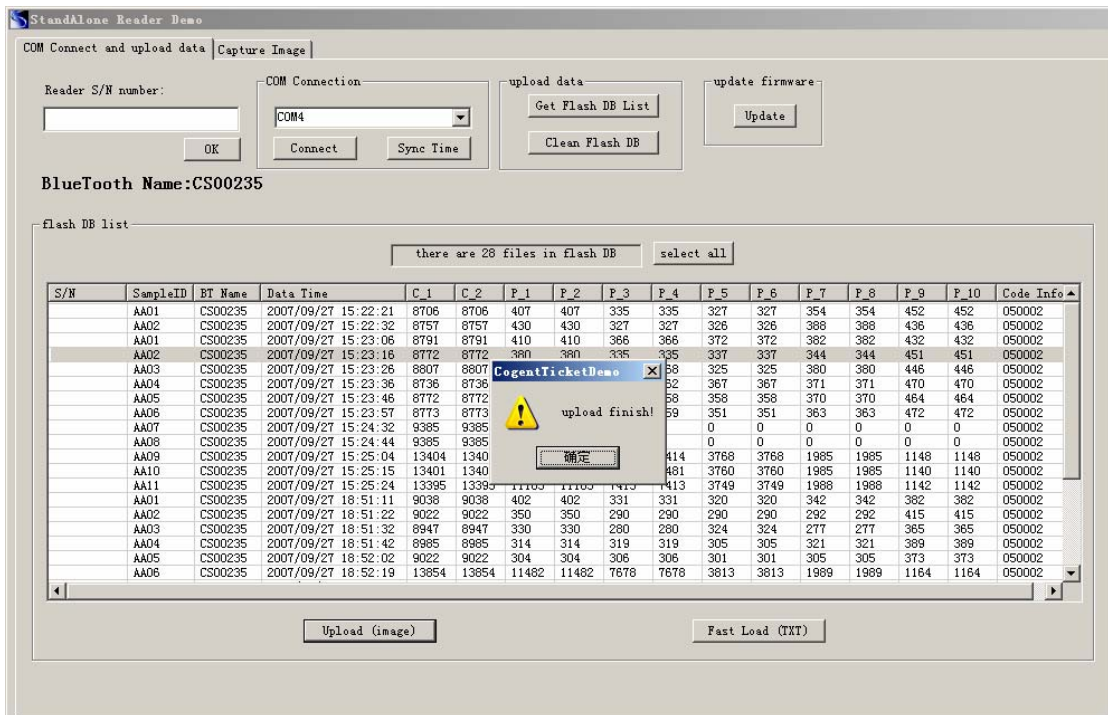 StandAlone Reader Demo
COM Connect and upload data Capture Image
Reader S/N number:
OK
COM Connection
COM4
Connect Sync Time
upload data
Get Flash DB List
Clean Flash DB
update firmware
Update
BlueTooth Name:CS00235
flash DB list
there are 28 files in flash DB select all
S/N SampleID BT Name Data Time C_1 C_2 P_1 P_2 P_3 P_4 P_5 P_6 P_7 P_8 P_9 P_10 Code Info
AA01 CS00235 2007/09/27 15:22:21 8706 8706 407 407 335 335 327 327 354 354 452 452 050002
AA02 CS00235 2007/09/27 15:22:32 8757 8757 430 430 327 327 326 326 388 388 436 436 050002
AA01 CS00235 2007/09/27 15:23:06 8791 8791 410 410 366 366 372 372 382 382 432 432 050002
AA02 CS00235 2007/09/27 15:23:16 8772 8772 380 380 335 335 337 337 344 344 451 451 050002
AA03 CS00235 2007/09/27 15:23:26 8807 8807 325 325 380 380 446 446 050002
AA04 CS00235 2007/09/27 15:23:36 8736 8736 367 367 371 371 470 470 050002
AA05 CS00235 2007/09/27 15:23:46 8772 8772 358 358 370 370 464 464 050002
AA06 CS00235 2007/09/27 15:23:57 8773 8773 351 351 363 363 472 472 050002
AA07 CS00235 2007/09/27 15:24:32 9385 9385 0 0 0 0 0 0 050002
AA08 CS00235 2007/09/27 15:24:44 9385 9385 0 0 0 0 0 0 050002
AA09 CS00235 2007/09/27 15:25:04 13404 1340 414 3768 3768 1985 1985 1148 1148 050002
AA10 CS00235 2007/09/27 15:25:15 13401 1340 481 3760 3760 1985 1985 1140 1140 050002
AA11 CS00235 2007/09/27 15:25:24 13395 13395 3749 3749 1988 1988 1142 1142 050002
AA01 CS00235 2007/09/27 18:51:11 9038 9038 402 402 331 331 320 320 342 342 382 382 050002
AA02 CS00235 2007/09/27 18:51:22 9022 9022 350 350 290 290 290 290 292 292 415 415 050002
AA03 CS00235 2007/09/27 18:51:32 8947 8947 330 330 280 280 324 324 277 277 365 365 050002
AA04 CS00235 2007/09/27 18:51:42 8985 8985 314 314 319 319 305 305 321 321 389 389 050002
AA05 CS00235 2007/09/27 18:52:02 9022 9022 304 304 306 306 301 301 305 305 373 373 050002
AA06 CS00235 2007/09/27 18:52:19 13854 13854 11482 11482 7678 7678 3813 3813 1989 1989 1164 1164 050002
CogentTicketDemo
upload finish!
确定
Upload (image) Fast Load (TXT)